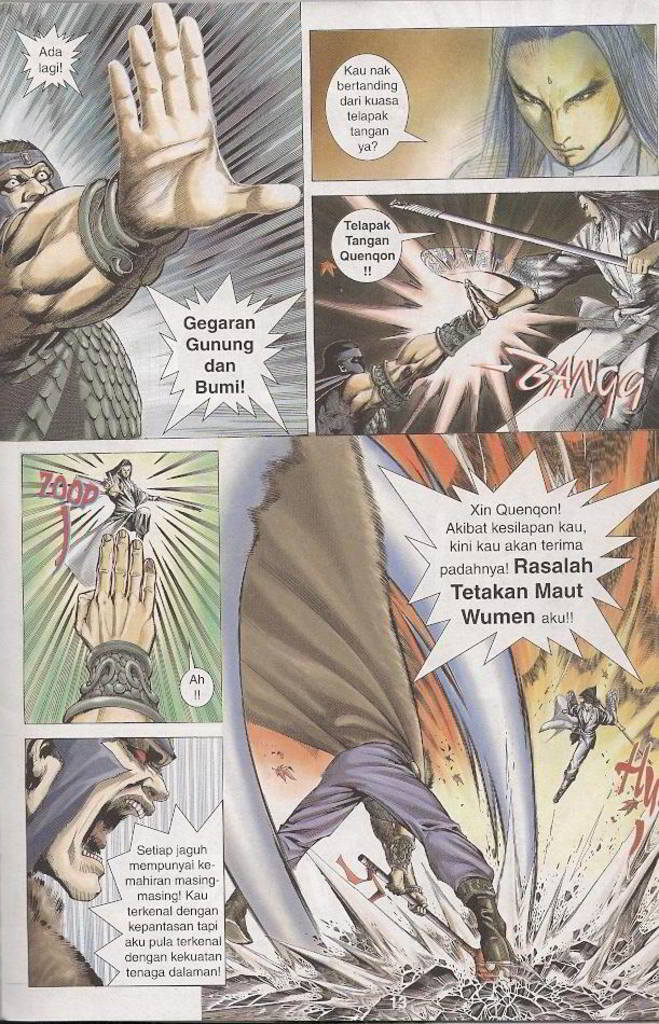 Ada
lagi!
Gegaran
Gunung
dan
Bumi!
Kau nak
bertanding
dari kuasa
telapak
tangan
ya?
Telapak
Tangan
Quenqon
!!
BANGG
ZOOP
!
Ah
!!
Setiap jaguh
mempunyai ke-
mahiran masing-
masing! Kau
terkenal dengan
kepantasan tapi
aku pula terkenal
dengan kekuatan
tenaga dalaman!
Xin Quenqon!
Akibat kesilapan kau,
kini kau akan terima
padahnya! Rasalah
Tetakan Maut
Wumen aku!!
13